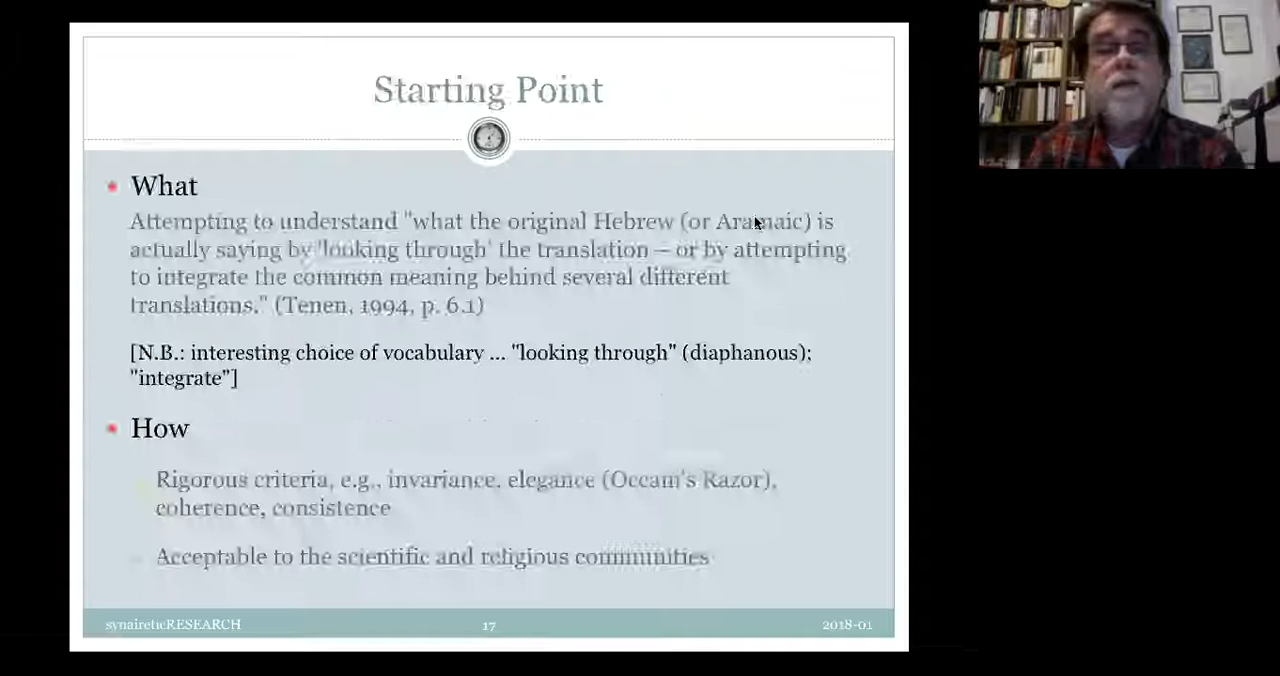 Starting Point
What
Attempting to understand "what the original Hebrew (or Aramaic) is
actually saying by 'looking through' the translation – or by attempting
to integrate the common meaning behind several different
translations." (Tenen, 1994, p. 6.1)
[N.B.: interesting choice of vocabulary ... "looking through" (diaphanous);
"integrate"]
How
Rigorous criteria, e.g., invariance, elegance (Occam's Razor),
coherence, consistence
Acceptable to the scientific and religious communities
synaireticRESEARCH
17
2018-01